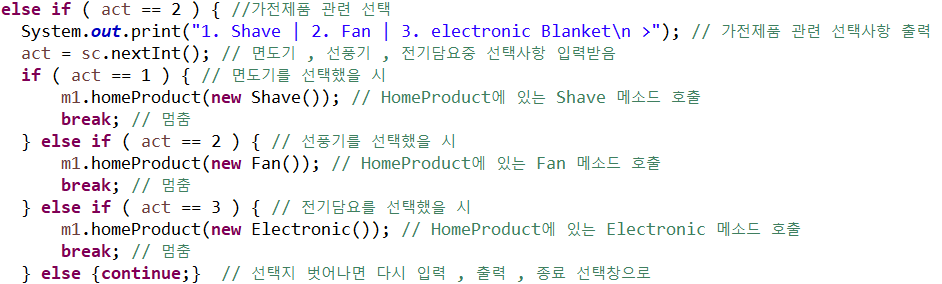 else if ( act == 2 ) { //가전제품 관련 선택
System.out.print("1. Shave | 2. Fan | 3. electronic Blanket\n >"); // 가전제품 관련 선택사항 출력
act = sc.nextInt(); // 면도기 , 선풍기 , 전기담요중 선택사항 입력받음
if ( act == 1 ) { // 면도기를 선택했을 시
m1.homeProduct(new Shave()); // HomeProduct에 있는 Shave 메소드 호출
break; // 멈춤
} else if ( act == 2 ) { // 선풍기를 선택했을 시
m1.homeProduct(new Fan()); // HomeProduct에 있는 Fan 메소드 호출
break; // 멈춤
} else if ( act == 3 ) { // 전기담요를 선택했을 시
m1.homeProduct(new Electronic()); // HomeProduct에 있는 Electronic 메소드 호출
break; // 멈춤
} else {continue;}  // 선택지 벗어나면 다시 입력 , 출력 , 종료 선택창으로